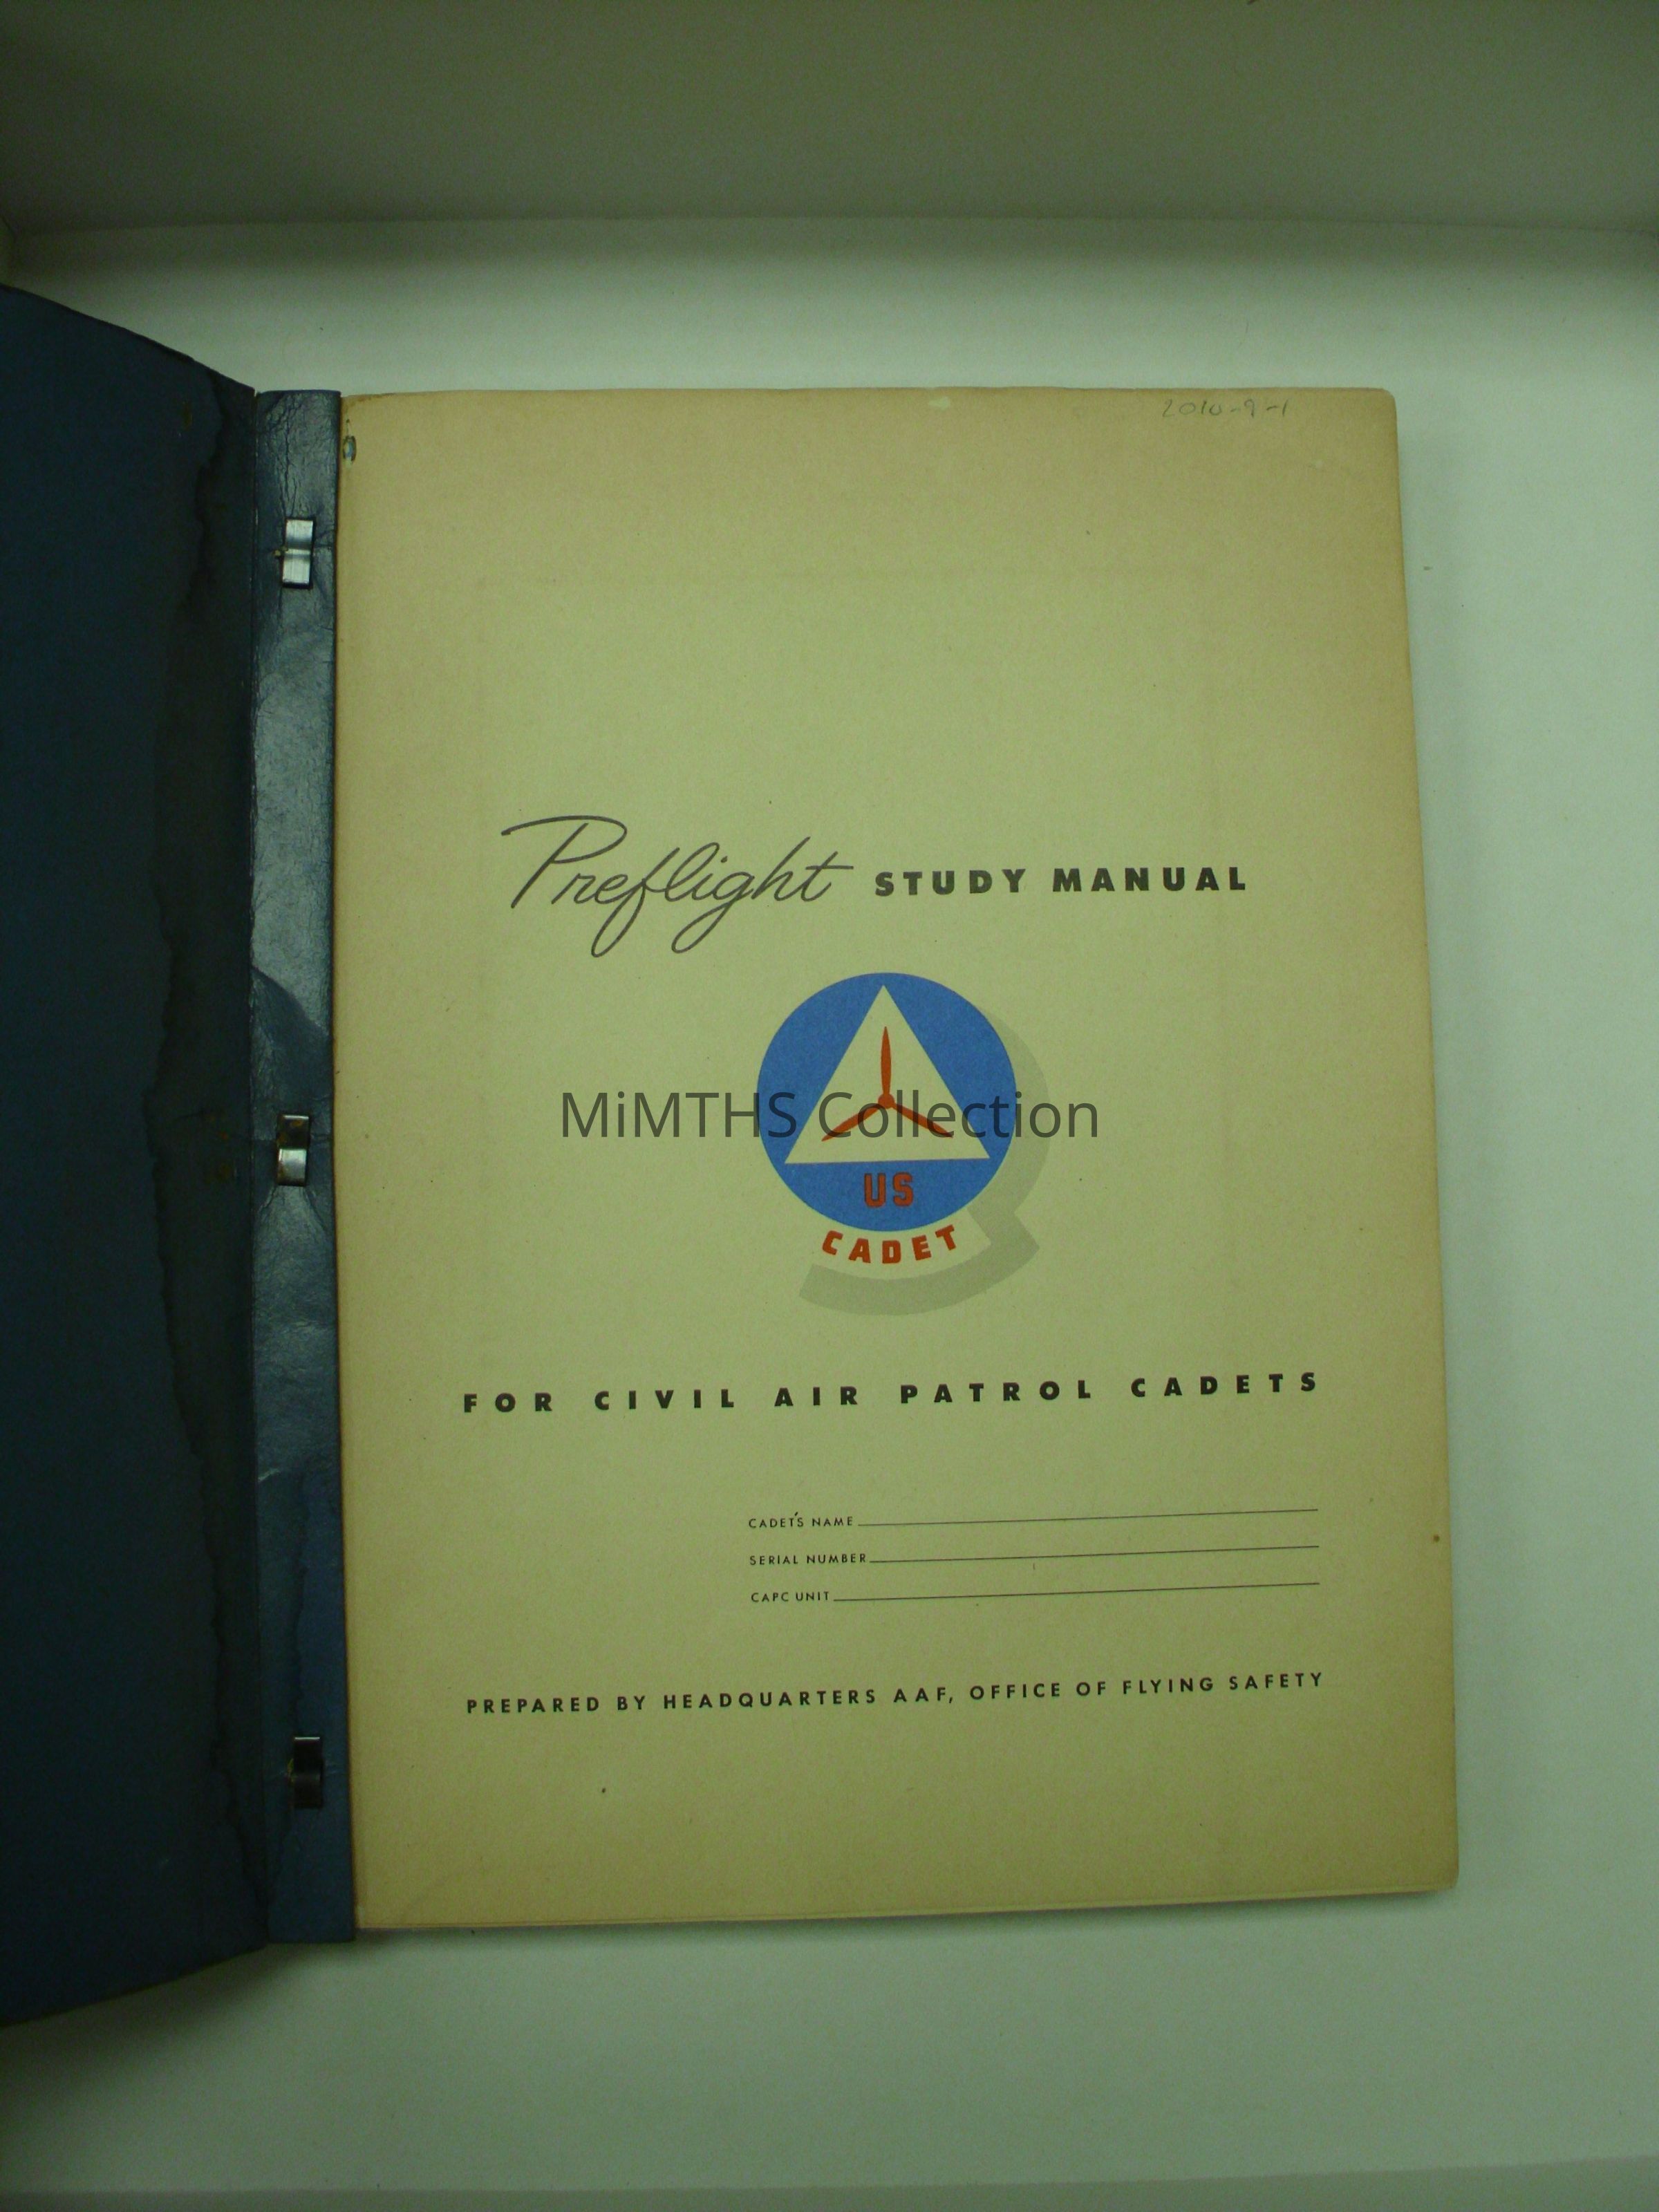 2010-9-1
Preflight STUDY MANUAL
MiMTHS Collection
US
CADET
FOR CIVIL AIR PATROL CADETS
CADET'S NAME
SERIAL NUMBER
CAPC UNIT
PREPARED BY HEADQUARTERS AAF, OFFICE OF FLYING SAFETY